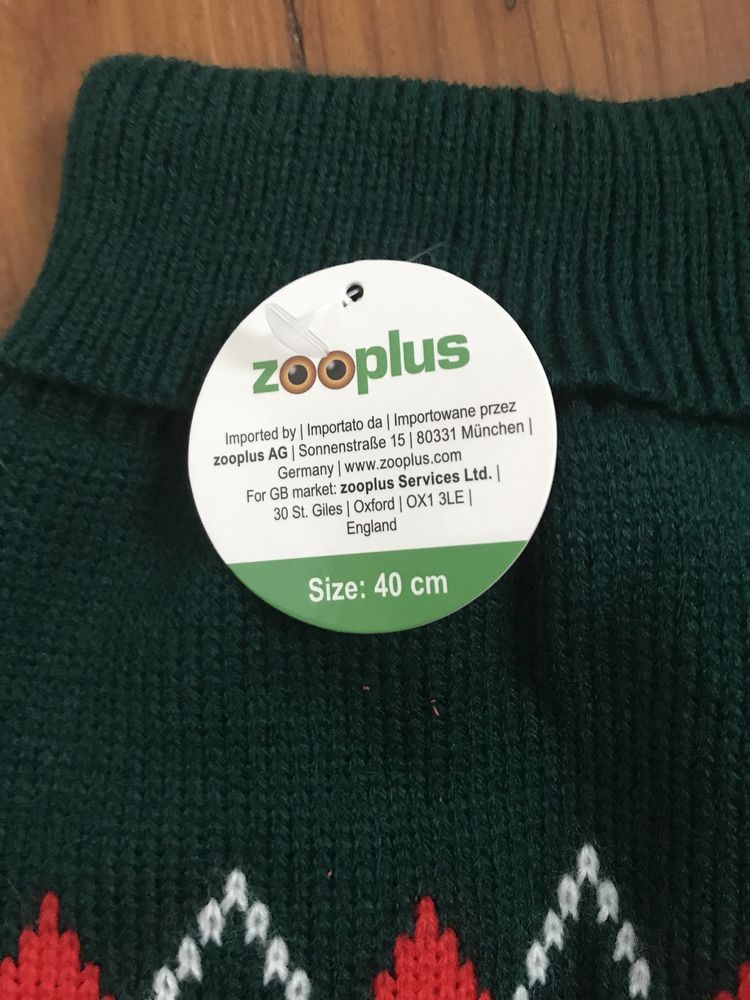 zooplus
Imported by | Importato da | Importowane przez
zooplus AG | Sonnenstraße 15 | 80331 München |
Germany | www.zooplus.com
For GB market: zooplus Services Ltd. |
30 St. Giles | Oxford | OX1 3LE |
England
Size: 40 cm